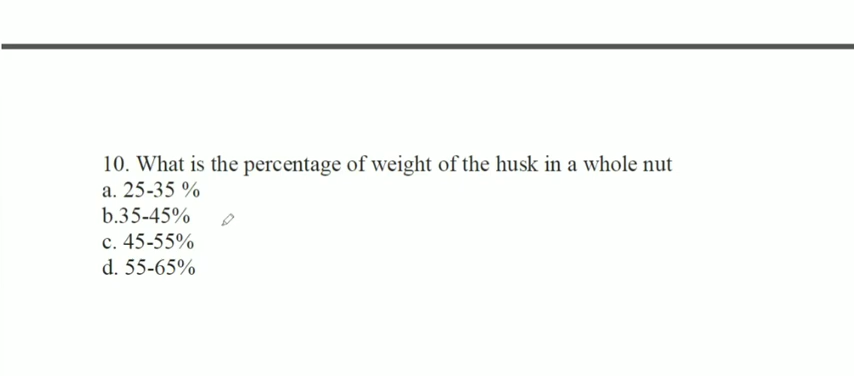 10. What is the percentage of weight of the husk in a whole nut
a. 25-35 %
b.35-45%
c. 45-55%
d. 55-65%